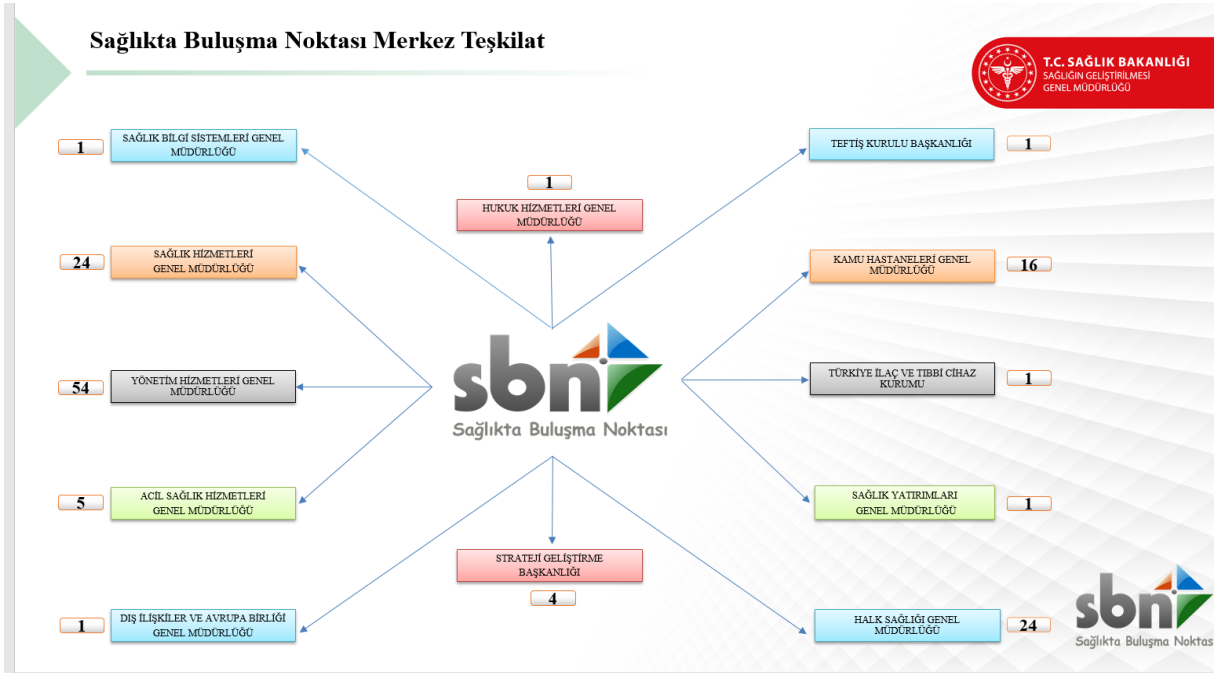 Sağlıkta Buluşma Noktası Merkez Teşkilat
T.C. SAĞLIK BAKANLIĞI
SAĞLIĞIN GELİŞTİRİLMESİ
GENEL MÜDÜRLÜĞÜ
1
SAĞLIK BİLGİ SİSTEMLERİ GENEL
MÜDÜRLÜĞÜ
TEFTİŞ KURULU BAŞKANLIĞI
1
1
HUKUK HİZMETLERİ GENEL
MÜDÜRLÜĞÜ
24
SAĞLIK HİZMETLERİ
GENEL MÜDÜRLÜĞÜ
KAMU HASTANELERİ GENEL
MÜDÜRLÜĞÜ
16
54
YÖNETİM HİZMETLERİ GENEL
MÜDÜRLÜĞÜ
sbn
Sağlıkta Buluşma Noktası
TÜRKİYE İLAÇ VE TIBBİ CİHAZ
KURUMU
1
5
ACİL SAĞLIK HİZMETLERİ
GENEL MÜDÜRLÜĞÜ
SAĞLIK YATIRIMLARI
GENEL MÜDÜRLÜĞÜ
1
STRATEJİ GELİŞTİRME
BAŞKANLIĞI
4
1
DIŞ İLİŞKİLER VE AVRUPA BİRLİĞİ
GENEL MÜDÜRLÜĞÜ
HALK SAĞLIĞI GENEL
MÜDÜRLÜĞÜ
24
sbn
Sağlıkta Buluşma Noktas